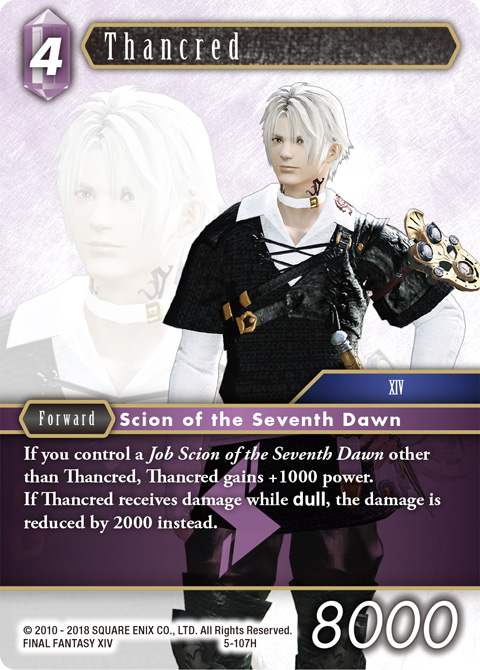 4
Thancred
XIV
Forward
Scion of the Seventh Dawn
If you control a Job Scion of the Seventh Dawn other
than Thancred, Thancred gains +1000 power.
If Thancred receives damage while dull, the damage is
reduced by 2000 instead.
© 2010 - 2018 SQUARE ENIX CO., LTD. All Rights Reserved.
FINAL FANTASY XIV
5-107H
8000